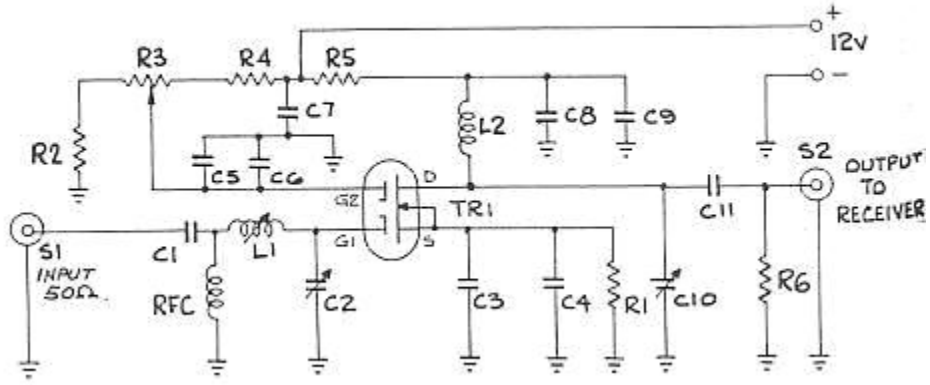 +
12V
-
R3
R4
R5
C7
L2
C8
C9
R2
C5
C6
S2
OUTPUT
TO
RECEIVER
G2
D
TR1
C11
S1
INPUT
50Ω.
C1
L1
G1
S
RFC
C2
C3
C4
R1
C10
R6